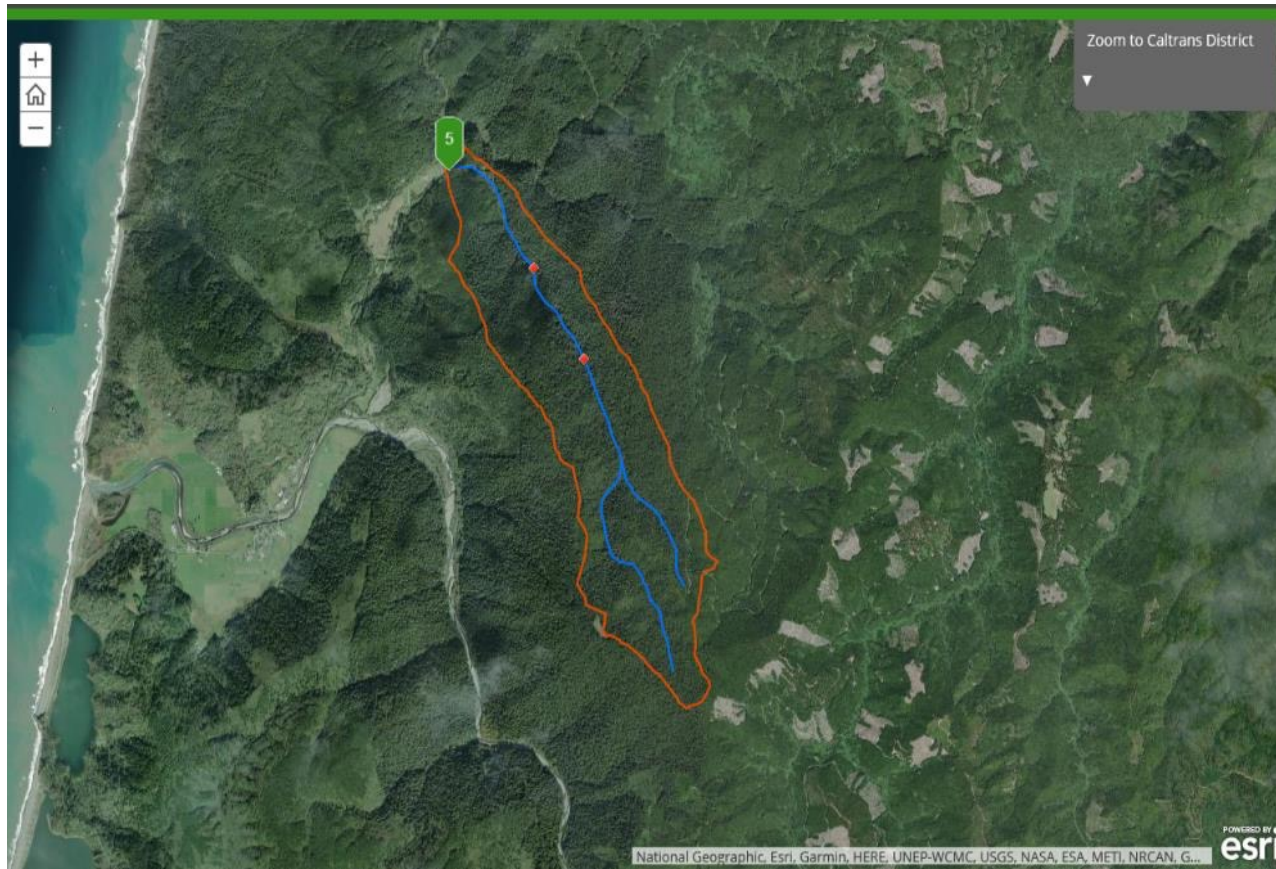 +
−
5
Zoom to Caltrans District
▼
National Geographic, Esri, Garmin, HERE, UNEP-WCMC, USGS, NASA, ESA, METI, NRCAN, G...
POWERED BY
esri